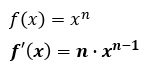 f(x) = xⁿ
f′(x) = n · xⁿ⁻¹